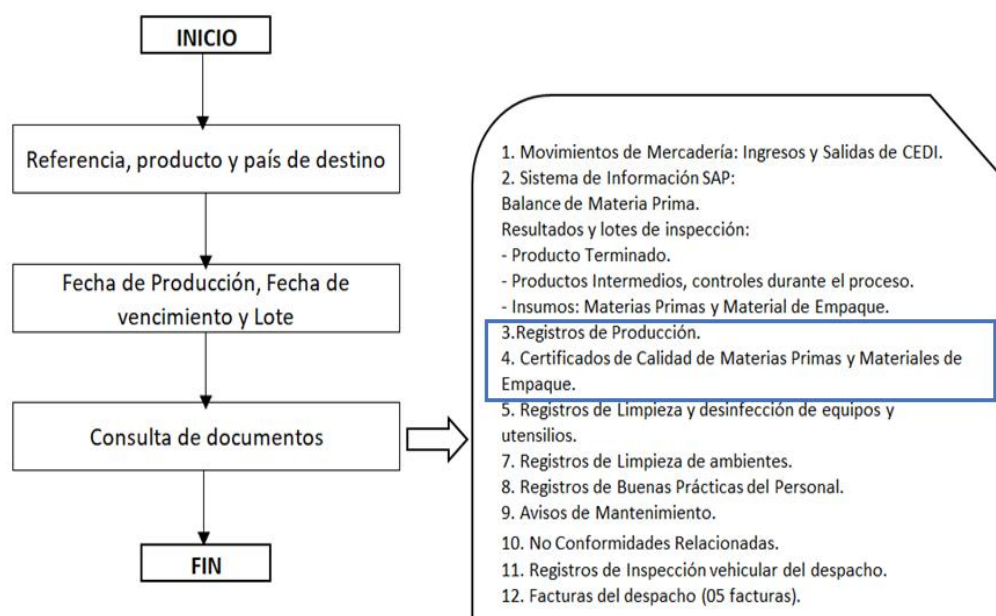 INICIO
Referencia, producto y país de destino
Fecha de Producción, Fecha de
vencimiento y Lote
Consulta de documentos
FIN
1. Movimientos de Mercadería: Ingresos y Salidas de CEDI.
2. Sistema de Información SAP:
Balance de Materia Prima.
Resultados y lotes de inspección:
- Producto Terminado.
- Productos Intermedios, controles durante el proceso.
- Insumos: Materias Primas y Material de Empaque.
3.Registros de Producción.
4. Certificados de Calidad de Materias Primas y Materiales de
Empaque.
5. Registros de Limpieza y desinfección de equipos y
utensilios.
7. Registros de Limpieza de ambientes.
8. Registros de Buenas Prácticas del Personal.
9. Avisos de Mantenimiento.
10. No Conformidades Relacionadas.
11. Registros de Inspección vehicular del despacho.
12. Facturas del despacho (05 facturas).